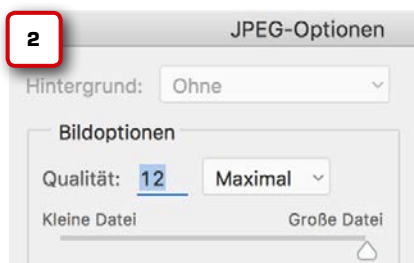 2
JPEG-Optionen
Hintergrund: Ohne
Bildoptionen
Qualität: 12 Maximal
Kleine Datei Große Datei